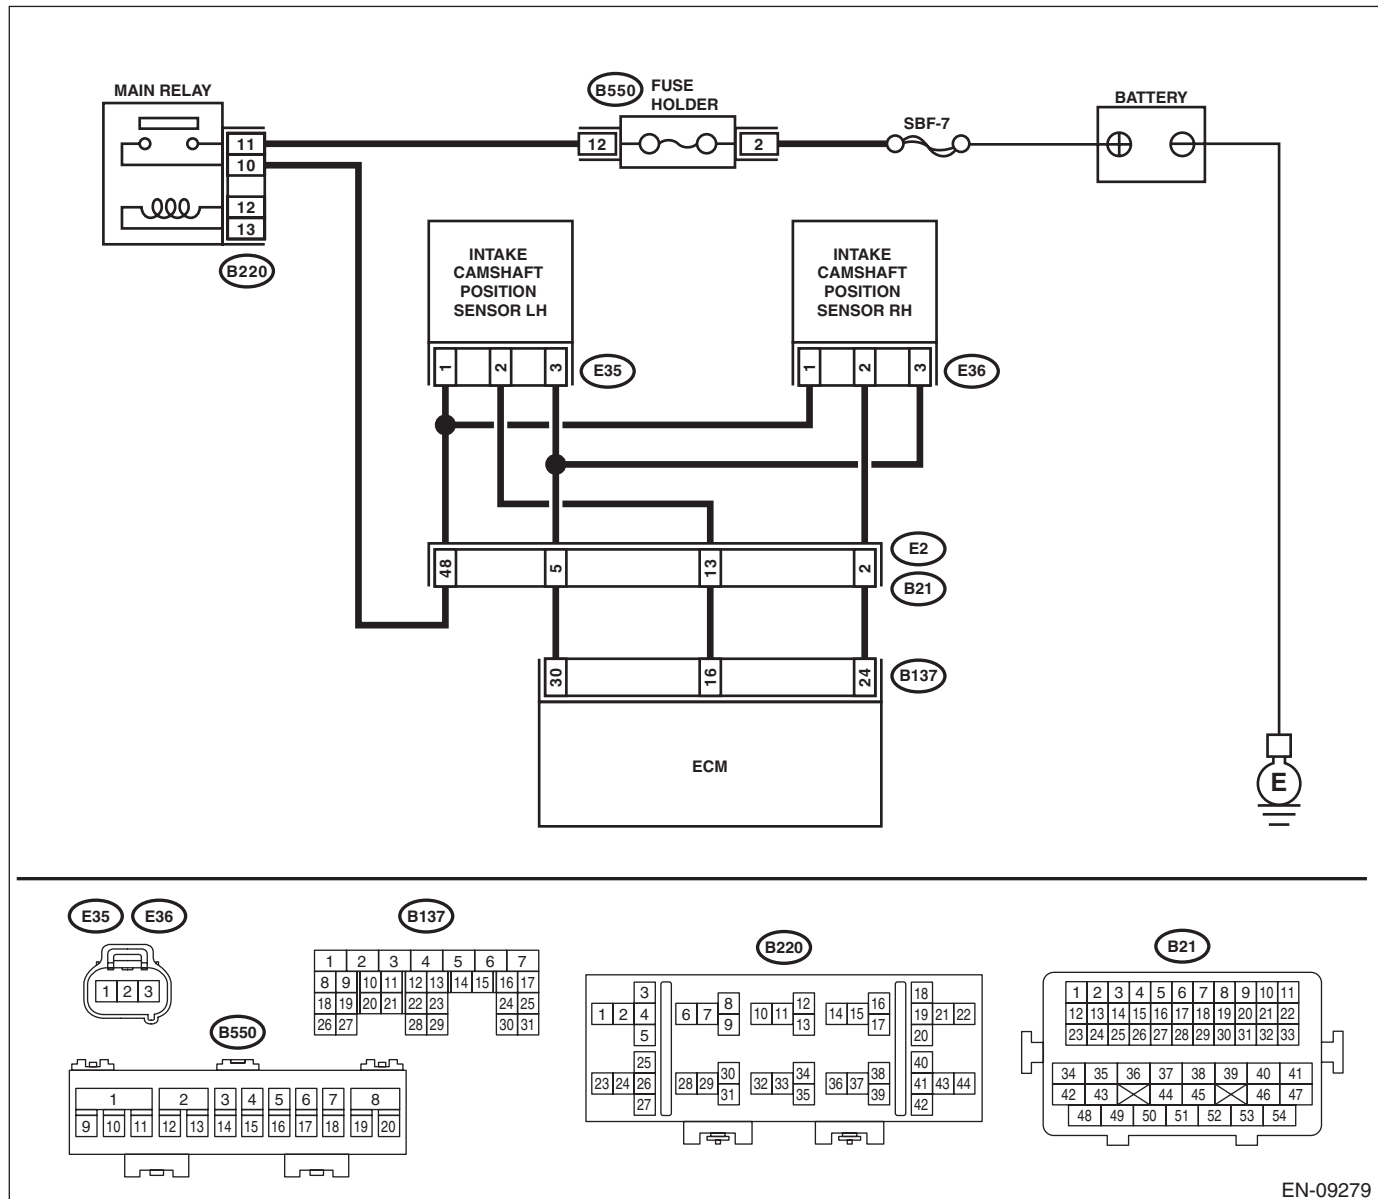 MAIN RELAY
B550
FUSE
HOLDER
SBF-7
BATTERY
11
10
12
13
B220
12
2
INTAKE
CAMSHAFT
POSITION
SENSOR LH
INTAKE
CAMSHAFT
POSITION
SENSOR RH
1 2 3
E35
1 2 3
E36
48 5 13 2
E2
B21
30 16 24
B137
ECM
E
E35 E36
1 2 3
B137
1 2 3 4 5 6 7
8 9 10 11 12 13 14 15 16 17
18 19 20 21 22 23 24 25
26 27 28 29 30 31
B550
1 2 3 4 5 6 7 8
9 10 11 12 13 14 15 16 17 18 19 20
B220
3 8 12 16 18
1 2 4 6 7 10 11 14 15 19 21 22
5 9 13 17 20
25 30 34 38 40
23 24 26 28 29 32 33 36 37 41 43 44
27 31 35 39 42
B21
1 2 3 4 5 6 7 8 9 10 11
12 13 14 15 16 17 18 19 20 21 22
23 24 25 26 27 28 29 30 31 32 33
34 35 36 37 38 39 40 41
42 43 44 45 46 47
48 49 50 51 52 53 54
EN-09279